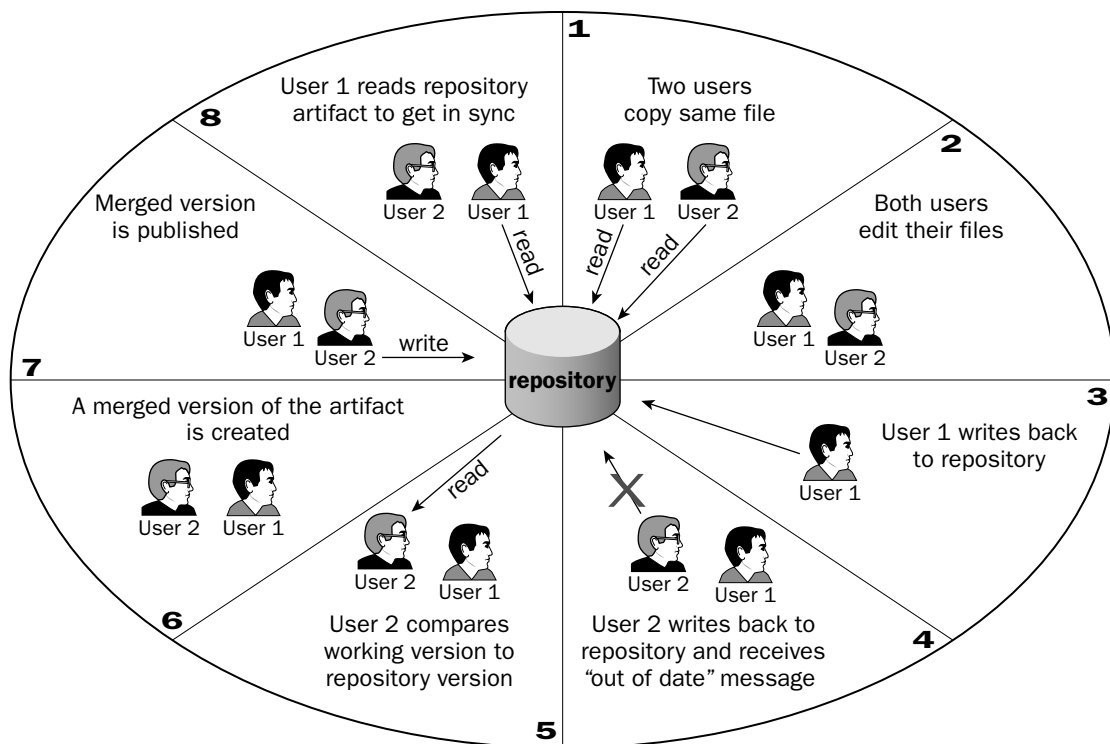 1
Two users
copy same file
User 1
User 2
read
read
2
Both users
edit their files
User 1
User 2
3
User 1 writes back
to repository
User 1
4
User 2
User 1
User 2 writes back to
repository and receives
“out of date” message
5
read
User 2
User 1
User 2 compares
working version to
repository version
6
A merged version of the artifact
is created
User 2
User 1
7
Merged version
is published
User 1
User 2
write
8
User 1 reads repository
artifact to get in sync
User 2
User 1
read
repository